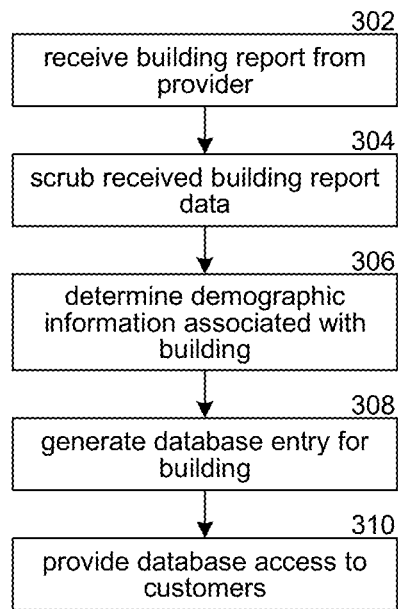 302
receive building report from
provider
304
scrub received building report
data
306
determine demographic
information associated with
building
308
generate database entry for
building
310
provide database access to
customers